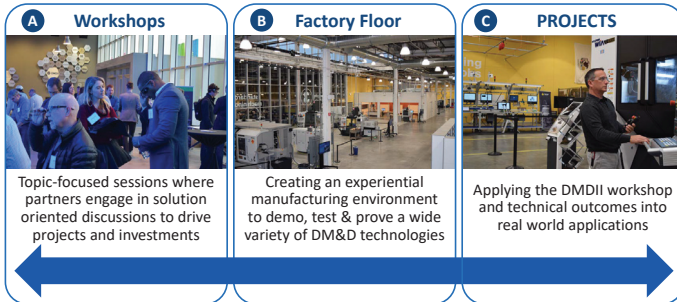 A Workshops
Topic-focused sessions where
partners engage in solution
oriented discussions to drive
projects and investments
B Factory Floor
Creating an experiential
manufacturing environment
to demo, test & prove a wide
variety of DM&D technologies
C PROJECTS
Applying the DMDII workshop
and technical outcomes into
real world applications